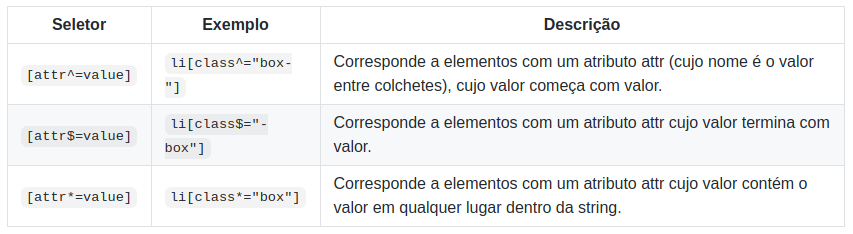 Seletor Exemplo Descrição
[attr^=value] li[class^="box-
"] Corresponde a elementos com um atributo attr (cujo nome é o valor
entre colchetes), cujo valor começa com valor.
[attr$=value] li[class$="-
box"] Corresponde a elementos com um atributo attr cujo valor termina com
valor.
[attr*=value] li[class*="box"] Corresponde a elementos com um atributo attr cujo valor contém o
valor em qualquer lugar dentro da string.